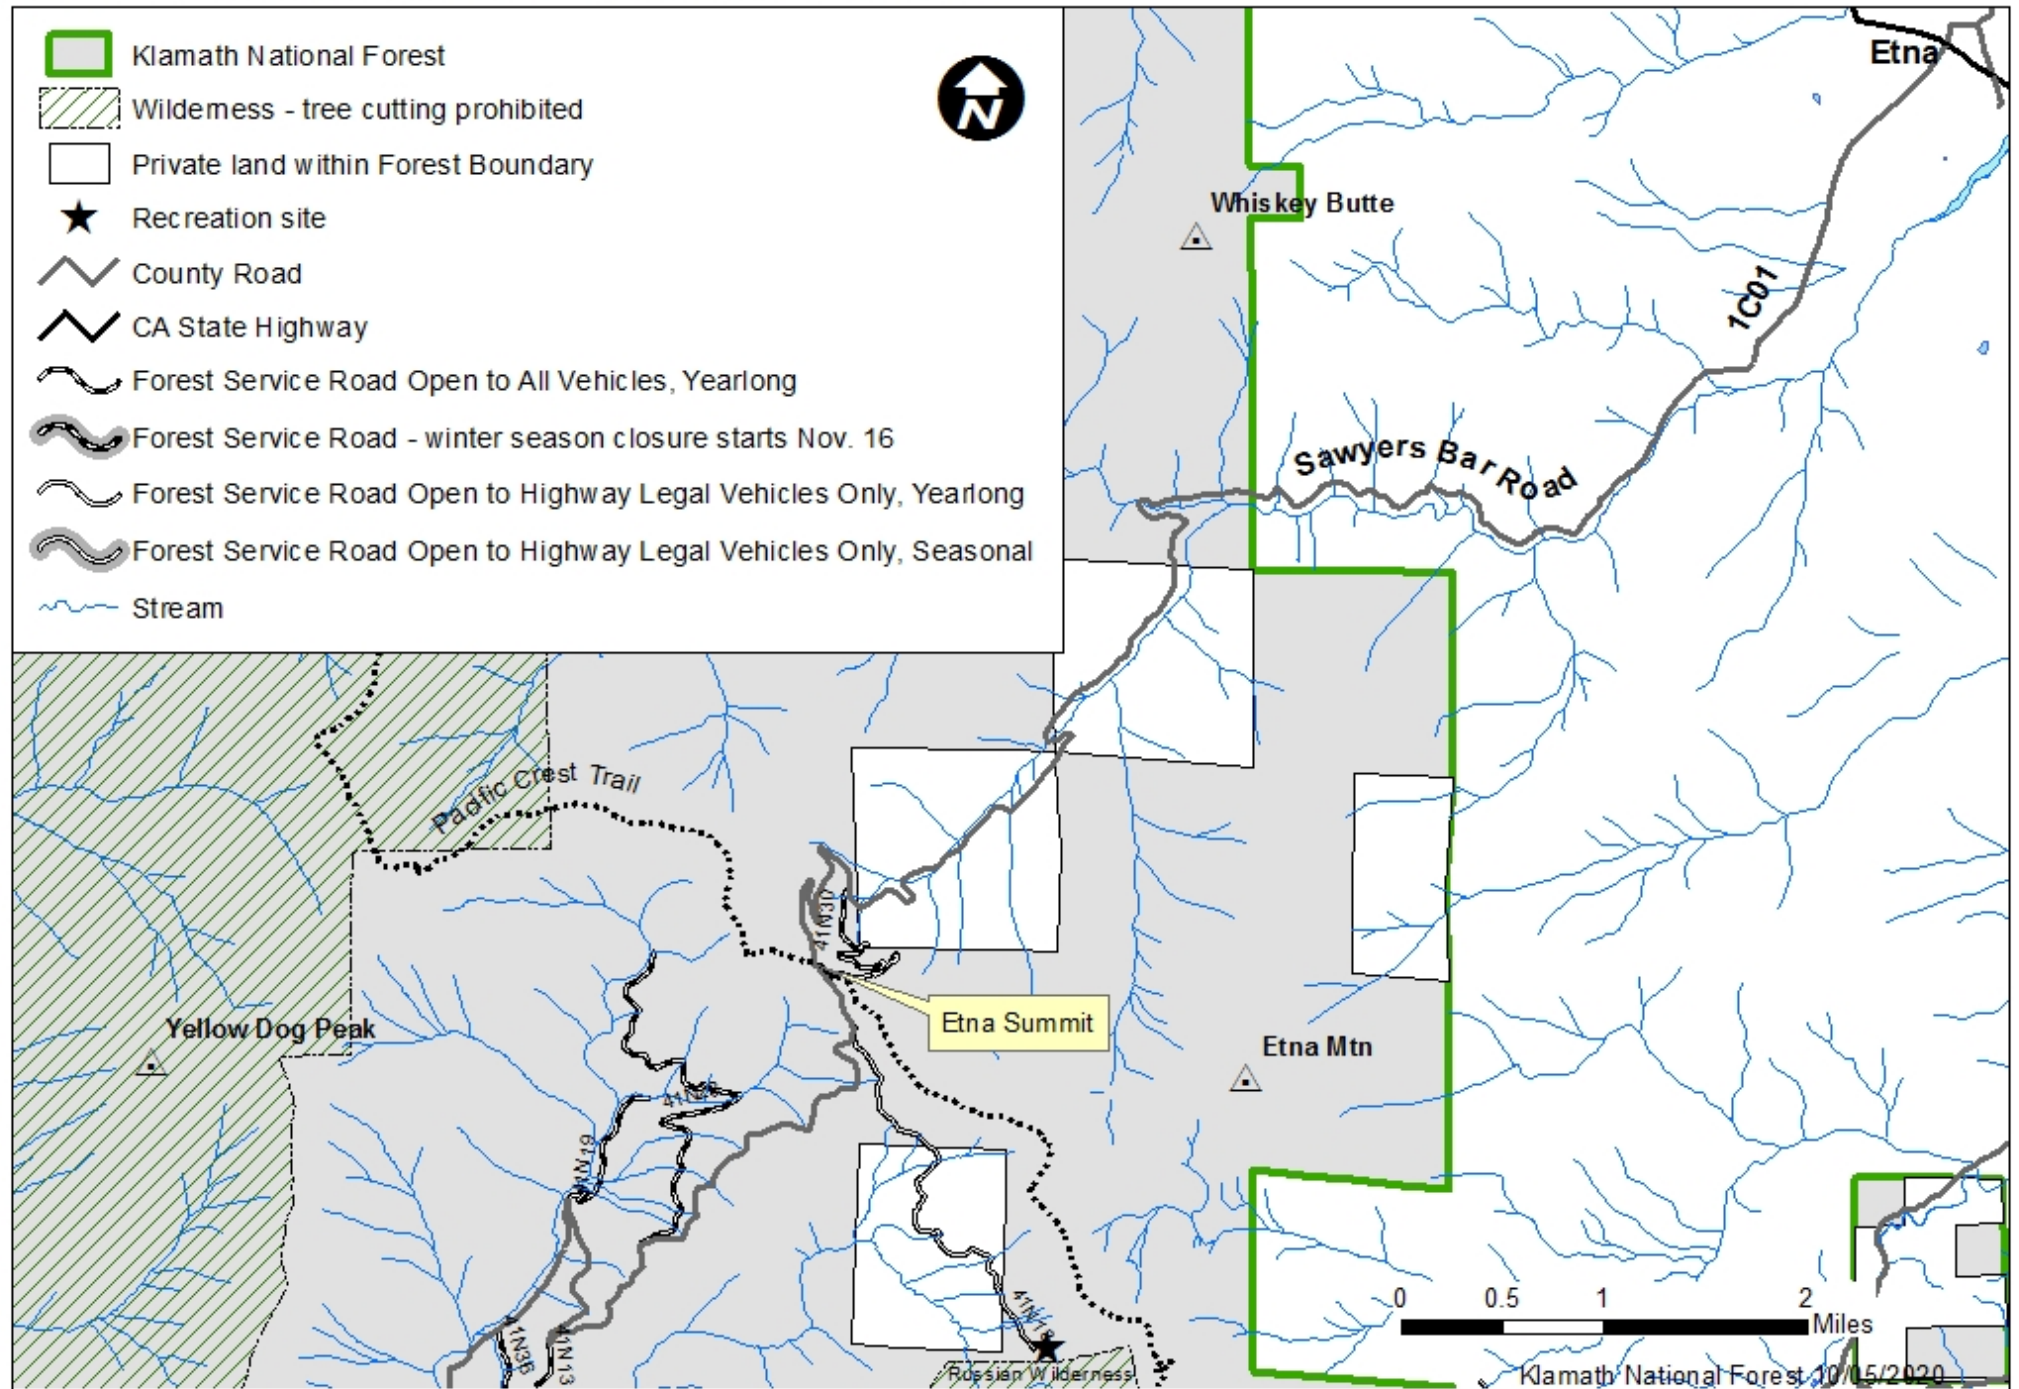 Klamath National Forest
Wilderness - tree cutting prohibited
Private land within Forest Boundary
Recreation site
County Road
CA State Highway
Forest Service Road Open to All Vehicles, Yearlong
Forest Service Road - winter season closure starts Nov. 16
Forest Service Road Open to Highway Legal Vehicles Only, Yearlong
Forest Service Road Open to Highway Legal Vehicles Only, Seasonal
Stream
N
Etna
Whiskey Butte
1C01
Sawyers Bar Road
Pacific Crest Trail
41N30
Etna Summit
Yellow Dog Peak
Etna Mtn
41N19
41N36
41N13
Russian Wilderness
0 0.5 1 2
Miles
Klamath National Forest 10/05/2020